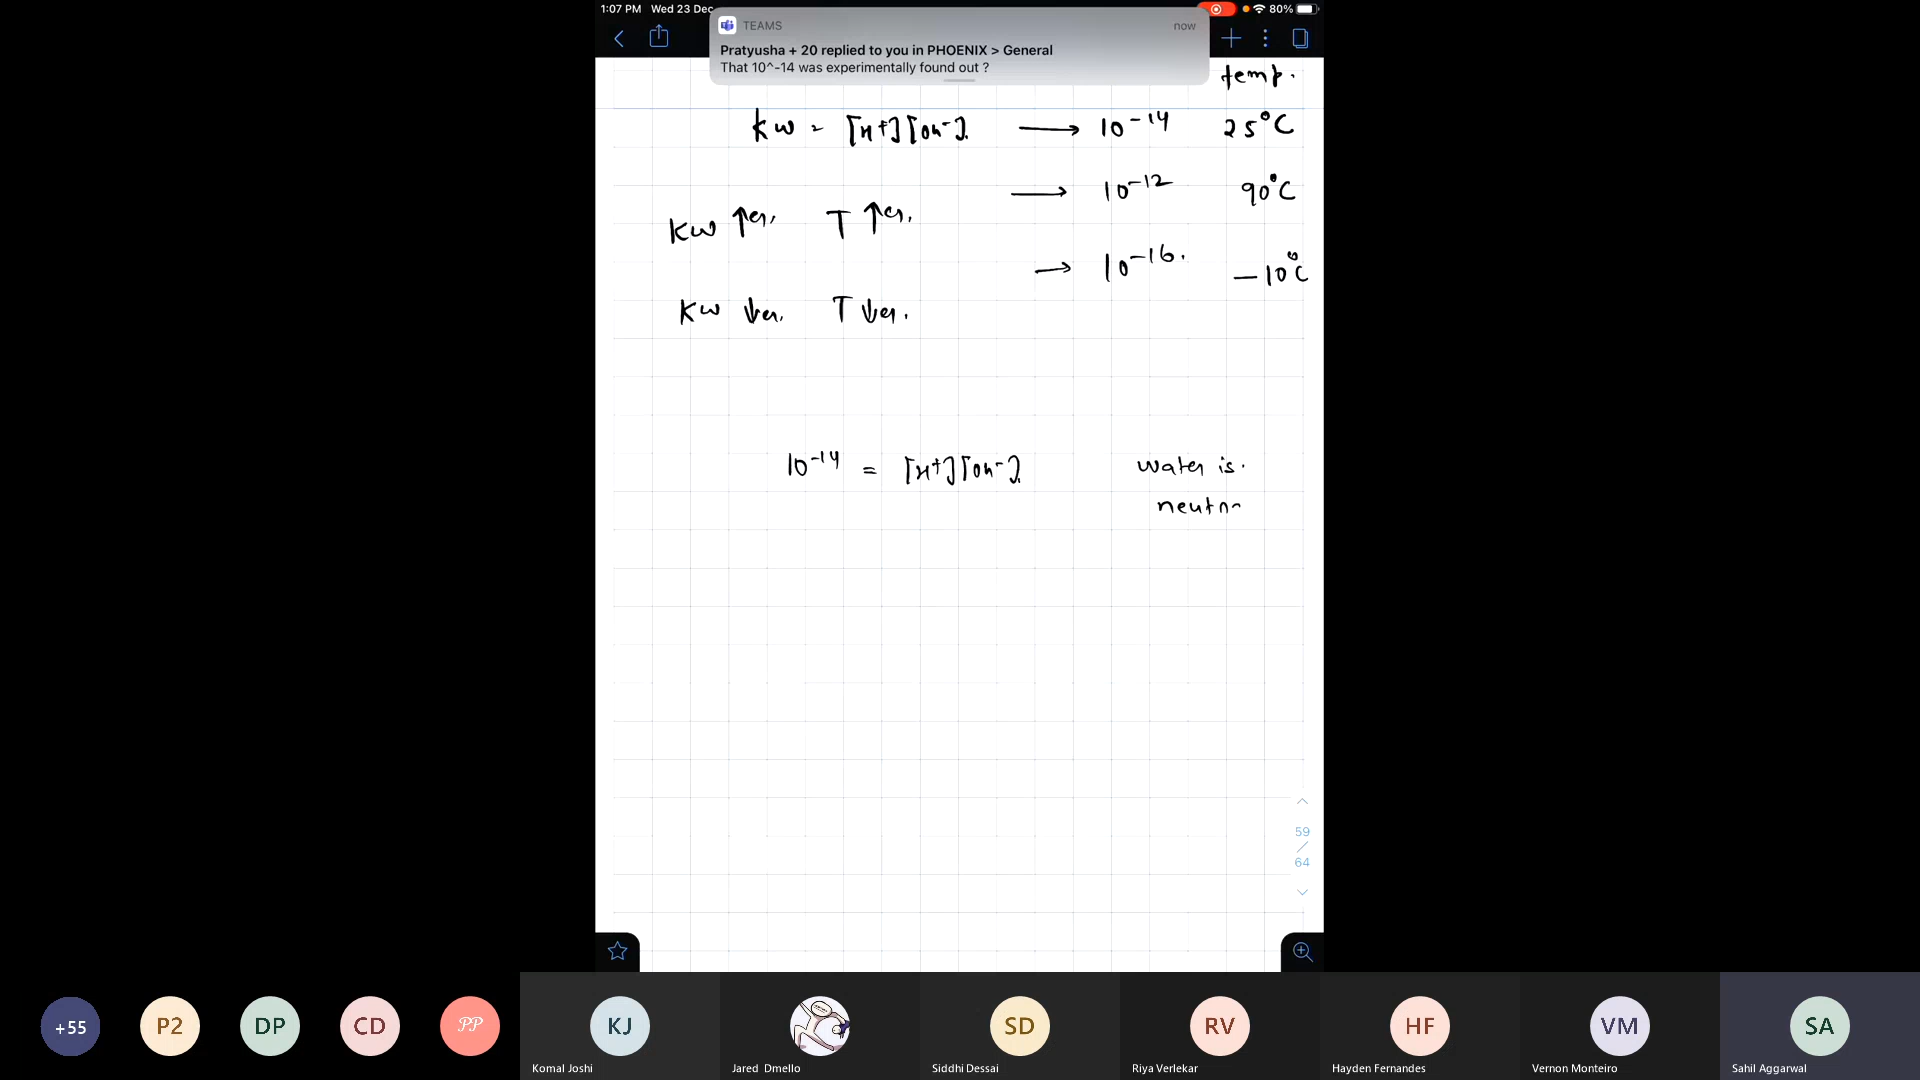 1:07 PM Wed 23 Dec
80%
TEAMS
now
Pratyusha + 20 replied to you in PHOENIX > General
That 10^-14 was experimentally found out ?
temp.
Kw = [H+][OH-]. → 10-14 25°C
→ 10-12 90°C
Kw ↑es, T ↑es.
→ 10-16. -10°C
Kw ↓es, T ↓es.
10-14 = [H+][OH-]. water is.
neutr
59
/
64
+55
P2
DP
CD
PP
KJ
SD
RV
HF
VM
SA
Komal Joshi
Jared Dmello
Siddhi Dessai
Riya Verlekar
Hayden Fernandes
Vernon Monteiro
Sahil Aggarwal